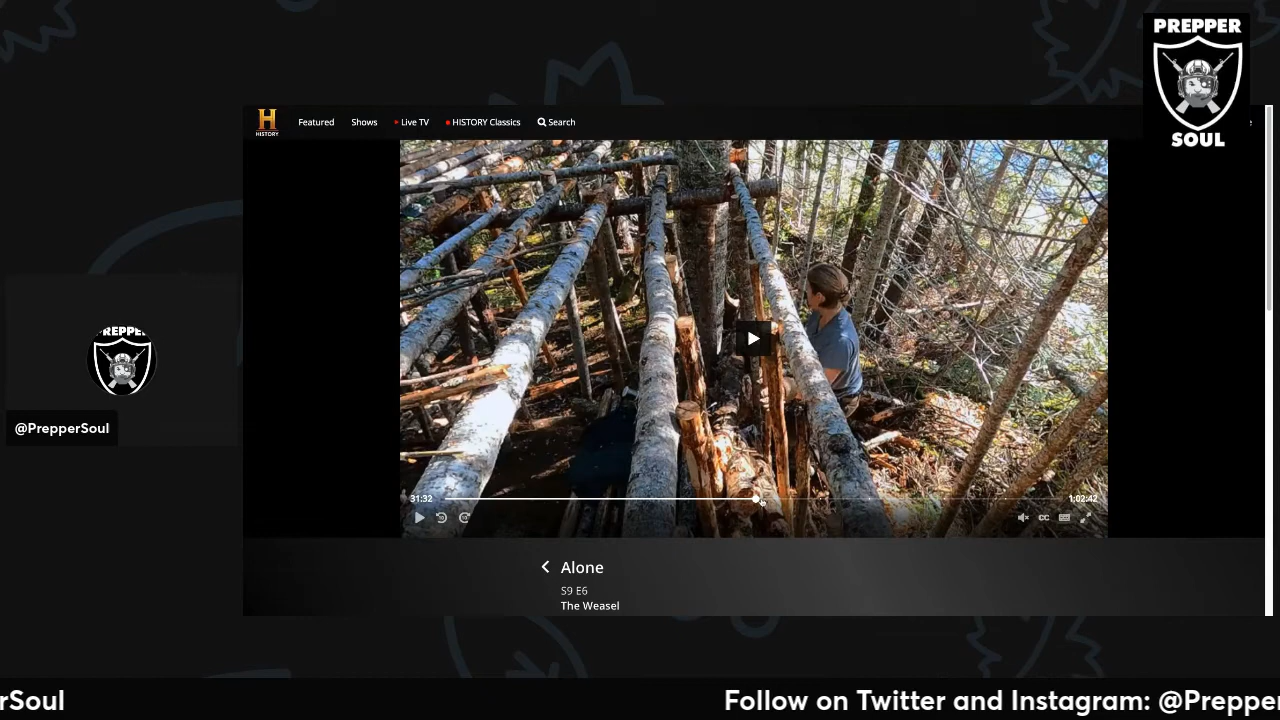 PREPPER
SOUL
H
HISTORY
Featured
Shows
Live TV
HISTORY Classics
Search
31:32
1:02:42
CC
@PrepperSoul
Alone
S9 E6
The Weasel
rSoul
Follow on Twitter and Instagram: @Prepper